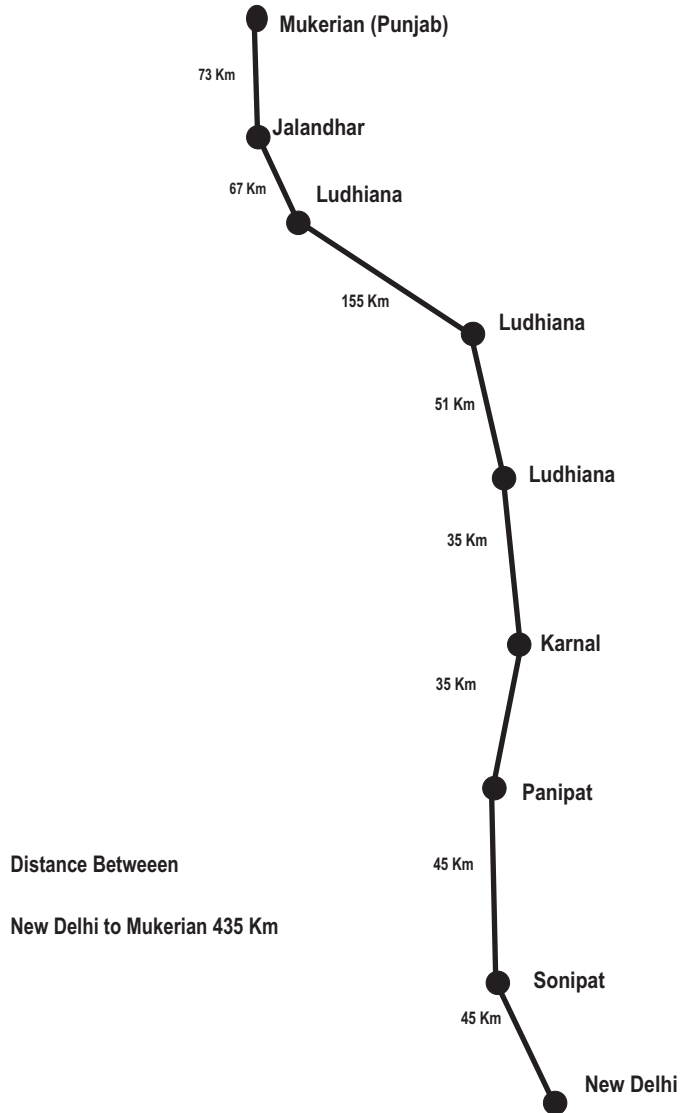 Mukerian (Punjab)
73 Km
Jalandhar
67 Km
Ludhiana
155 Km
Ludhiana
51 Km
Ludhiana
35 Km
Karnal
35 Km
Panipat
Distance Betweeen
45 Km
New Delhi to Mukerian 435 Km
Sonipat
45 Km
New Delhi